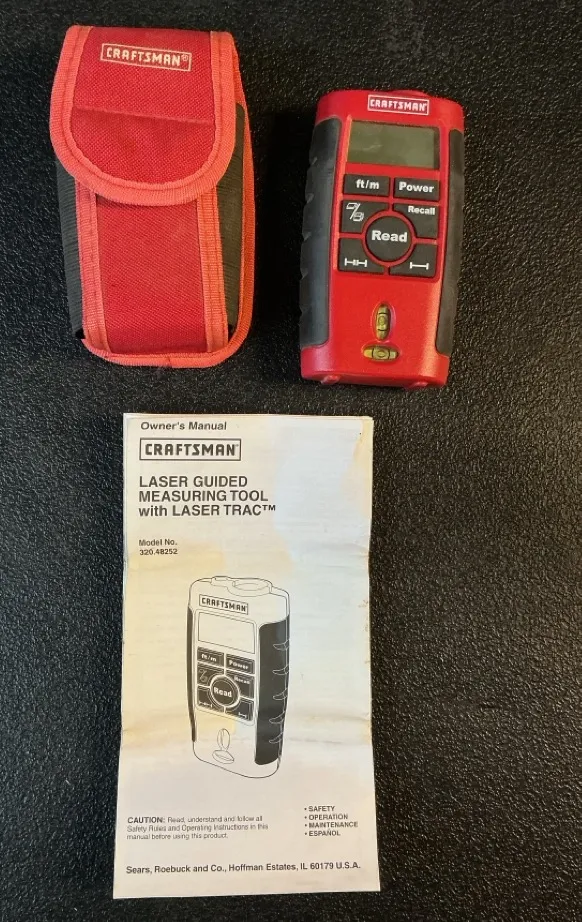 CRAFTSMAN®
CRAFTSMAN®
ft/m Power
Recall
Read
Owner's Manual
CRAFTSMAN®
LASER GUIDED
MEASURING TOOL
with LASER TRAC™
Model No.
320.48252
CRAFTSMAN
ft/m Power
Recall
Read
CAUTION: Read, understand and follow all
Safety Rules and Operating Instructions in this
manual before using this product.
• SAFETY
• OPERATION
• MAINTENANCE
• ESPAÑOL
Sears, Roebuck and Co., Hoffman Estates, IL 60179 U.S.A.